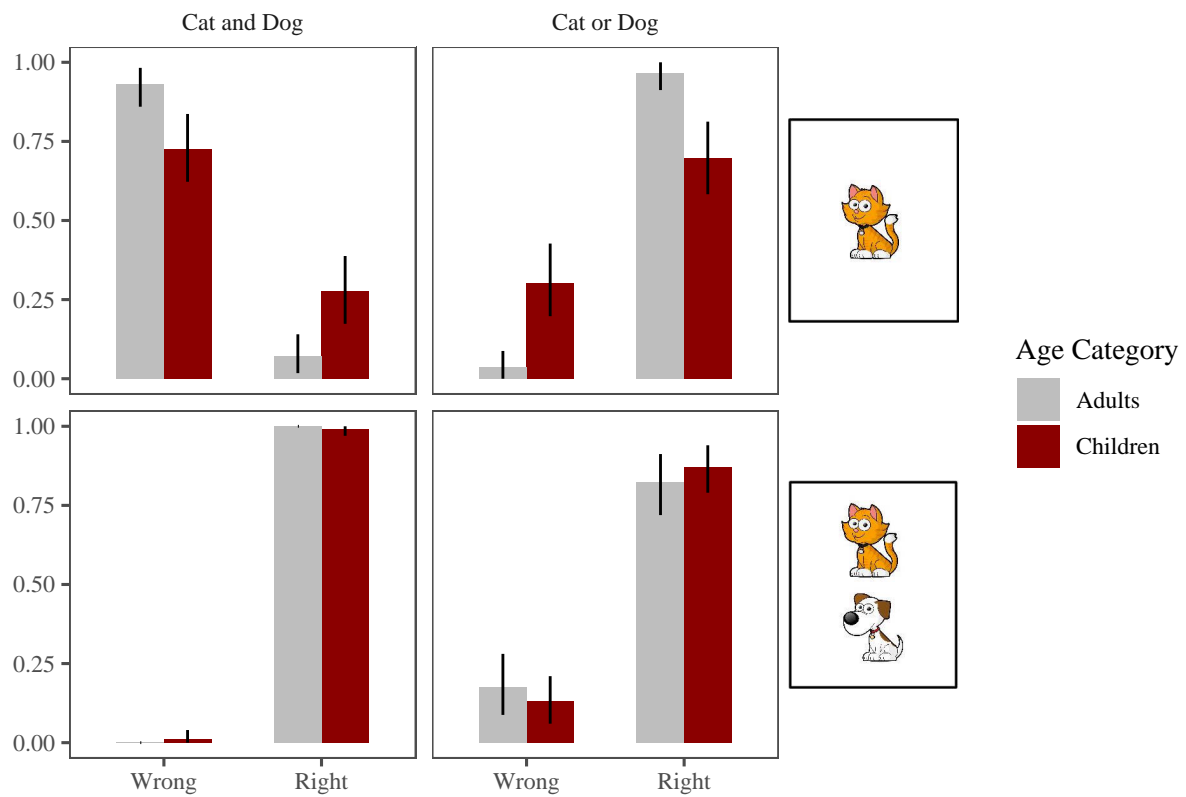 Cat and Dog
Cat or Dog
1.00
0.75
0.50
0.25
0.00
1.00
0.75
0.50
0.25
0.00
Wrong
Right
Wrong
Right
Age Category
Adults
Children